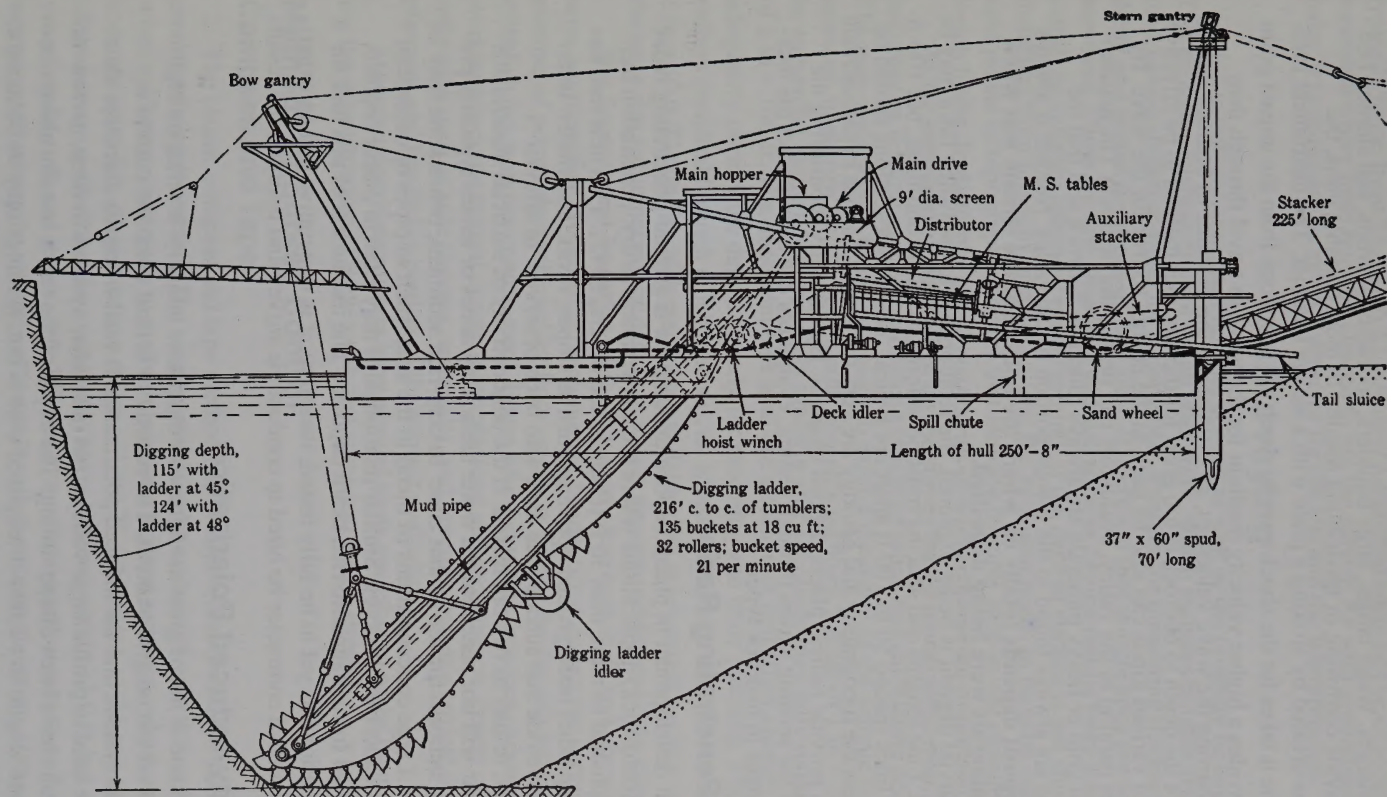 Stern gantry
Bow gantry
Main hopper
Main drive
9' dia. screen
M. S. tables
Distributor
Auxiliary
stacker
Stacker
225' long
Digging depth,
115' with
ladder at 45°;
124' with
ladder at 48°
Mud pipe
Ladder
hoist winch
Deck idler
Spill chute
Sand wheel
Tail sluice
Length of hull 250'-8"
Digging ladder,
216' c. to c. of tumblers;
135 buckets at 18 cu ft;
32 rollers; bucket speed,
21 per minute
37" x 60" spud,
70' long
Digging ladder
idler